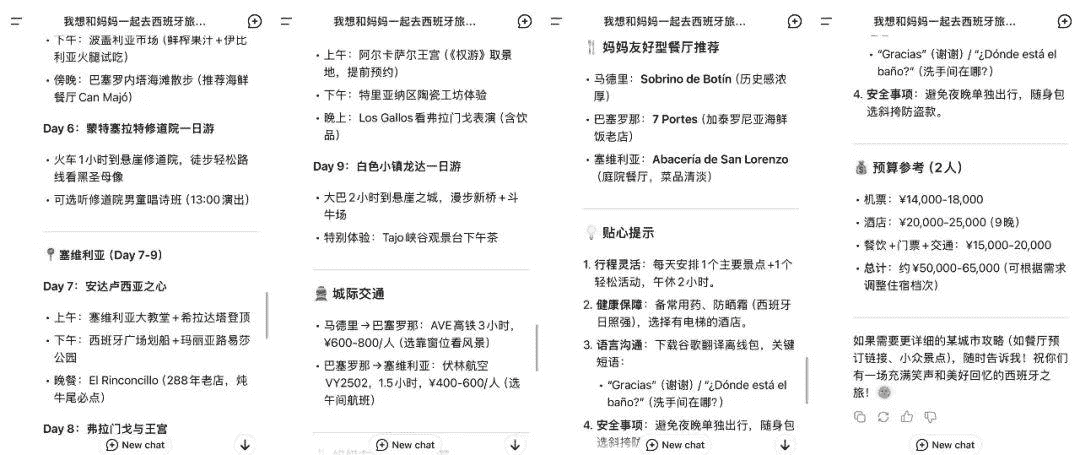 我想和妈妈一起去西班牙旅...
下午：波盖利亚市场 (鲜榨果汁+伊比
利亚火腿试吃)
• 傍晚：巴塞罗内塔海滩散步 (推荐海鲜
餐厅 Can Majó)
Day 6：蒙特塞拉特修道院一日游
• 火车1小时到悬崖修道院，徒步轻松路
线看黑圣母像
• 可选听修道院男童唱诗班 (13:00演出)
塞维利亚 (Day 7-9)
Day 7：安达卢西亚之心
• 上午：塞维利亚大教堂+希拉达塔登顶
• 下午：西班牙广场划船+玛丽亚路易莎
公园
• 晚餐：El Rinconcillo (288年老店，炖
牛尾必点)
Day 8：弗拉门戈与王宫
New chat
我想和妈妈一起去西班牙旅...
• 上午：阿尔卡萨尔王宫 (《权游》取景
地，提前预约)
• 下午：特里亚纳区陶瓷工坊体验
• 晚上：Los Gallos看弗拉门戈表演 (含饮
品)
Day 9：白色小镇龙达一日游
• 大巴2小时到悬崖之城，漫步新桥+斗
牛场
• 特别体验：Tajo峡谷观景台下午茶
城际交通
• 马德里→巴塞罗那：AVE高铁3小时，
¥600-800/人 (选靠窗位看风景)
• 巴塞罗那→塞维利亚：伏林航空
VY2502，1.5小时，¥400-600/人 (选
午间航班)
New chat
我想和妈妈一起去西班牙旅...
妈妈友好型餐厅推荐
• 马德里：Sobrino de Botín (历史感浓
厚)
• 巴塞罗那：7 Portes (加泰罗尼亚海鲜
饭老店)
• 塞维利亚：Abacería de San Lorenzo
(庭院餐厅，菜品清淡)
贴心提示
1. 行程灵活：每天安排1个主要景点+1个
轻松活动，午休2小时。
2. 健康保障：备常用药、防晒霜 (西班牙
日照强)，选择有电梯的酒店。
3. 语言沟通：下载谷歌翻译离线包，关键
短语：
• “Gracias” (谢谢) / “¿Dónde está el
baño?” (洗手间在哪?)
4. 安全事项：避免夜晚单独出行，随身包
选斜挎防
New chat
我想和妈妈一起去西班牙旅...
• “Gracias” (谢谢) / “¿Dónde está el
baño?” (洗手间在哪?)
4. 安全事项：避免夜晚单独出行，随身包
选斜挎防盗款。
预算参考 (2人)
• 机票：¥14,000-18,000
• 酒店：¥20,000-25,000 (9晚)
• 餐饮+门票+交通：¥15,000-20,000
• 总计：约¥50,000-65,000 (可根据需求
调整住宿档次)
如果需要更详细的某城市攻略 (如餐厅预
订链接、小众景点)，随时告诉我！祝你们
有一场充满笑声和美好回忆的西班牙之
旅！
New chat